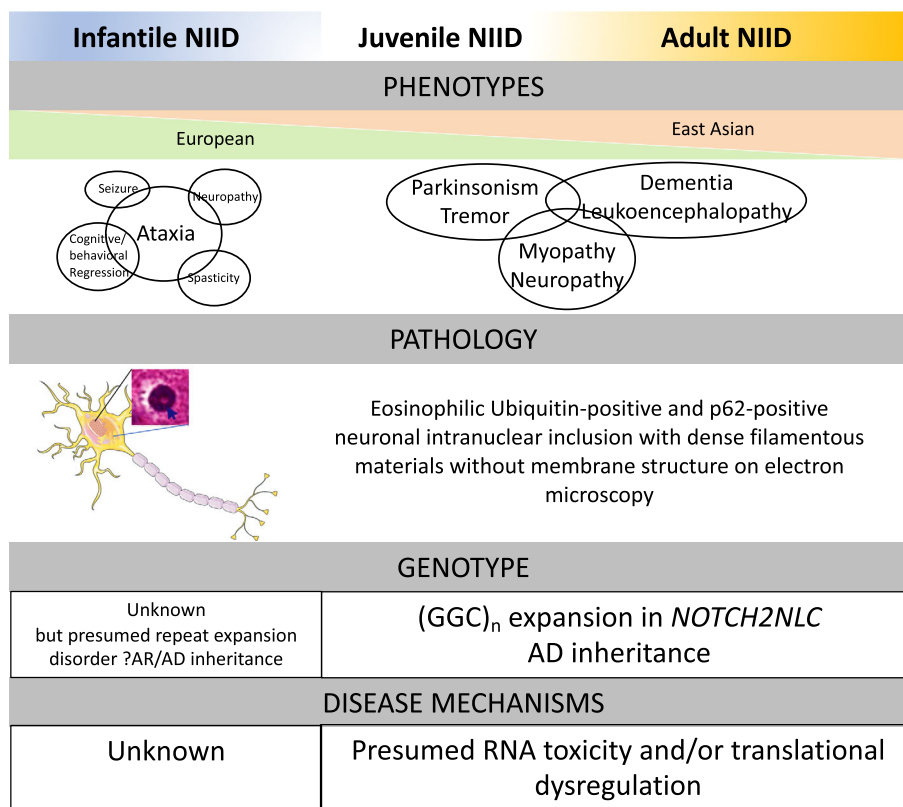 Infantile NIID
Juvenile NIID
Adult NIID
PHENOTYPES
European
East Asian
Seizure
Neuropathy
Ataxia
Cognitive/
behavioral
Regression
Spasticity
Parkinsonism
Tremor
Dementia
Leukoencephalopathy
Myopathy
Neuropathy
PATHOLOGY
Eosinophilic Ubiquitin-positive and p62-positive
neuronal intranuclear inclusion with dense filamentous
materials without membrane structure on electron
microscopy
GENOTYPE
Unknown
but presumed repeat expansion
disorder ?AR/AD inheritance
(GGC)n expansion in NOTCH2NLC
AD inheritance
DISEASE MECHANISMS
Unknown
Presumed RNA toxicity and/or translational
dysregulation